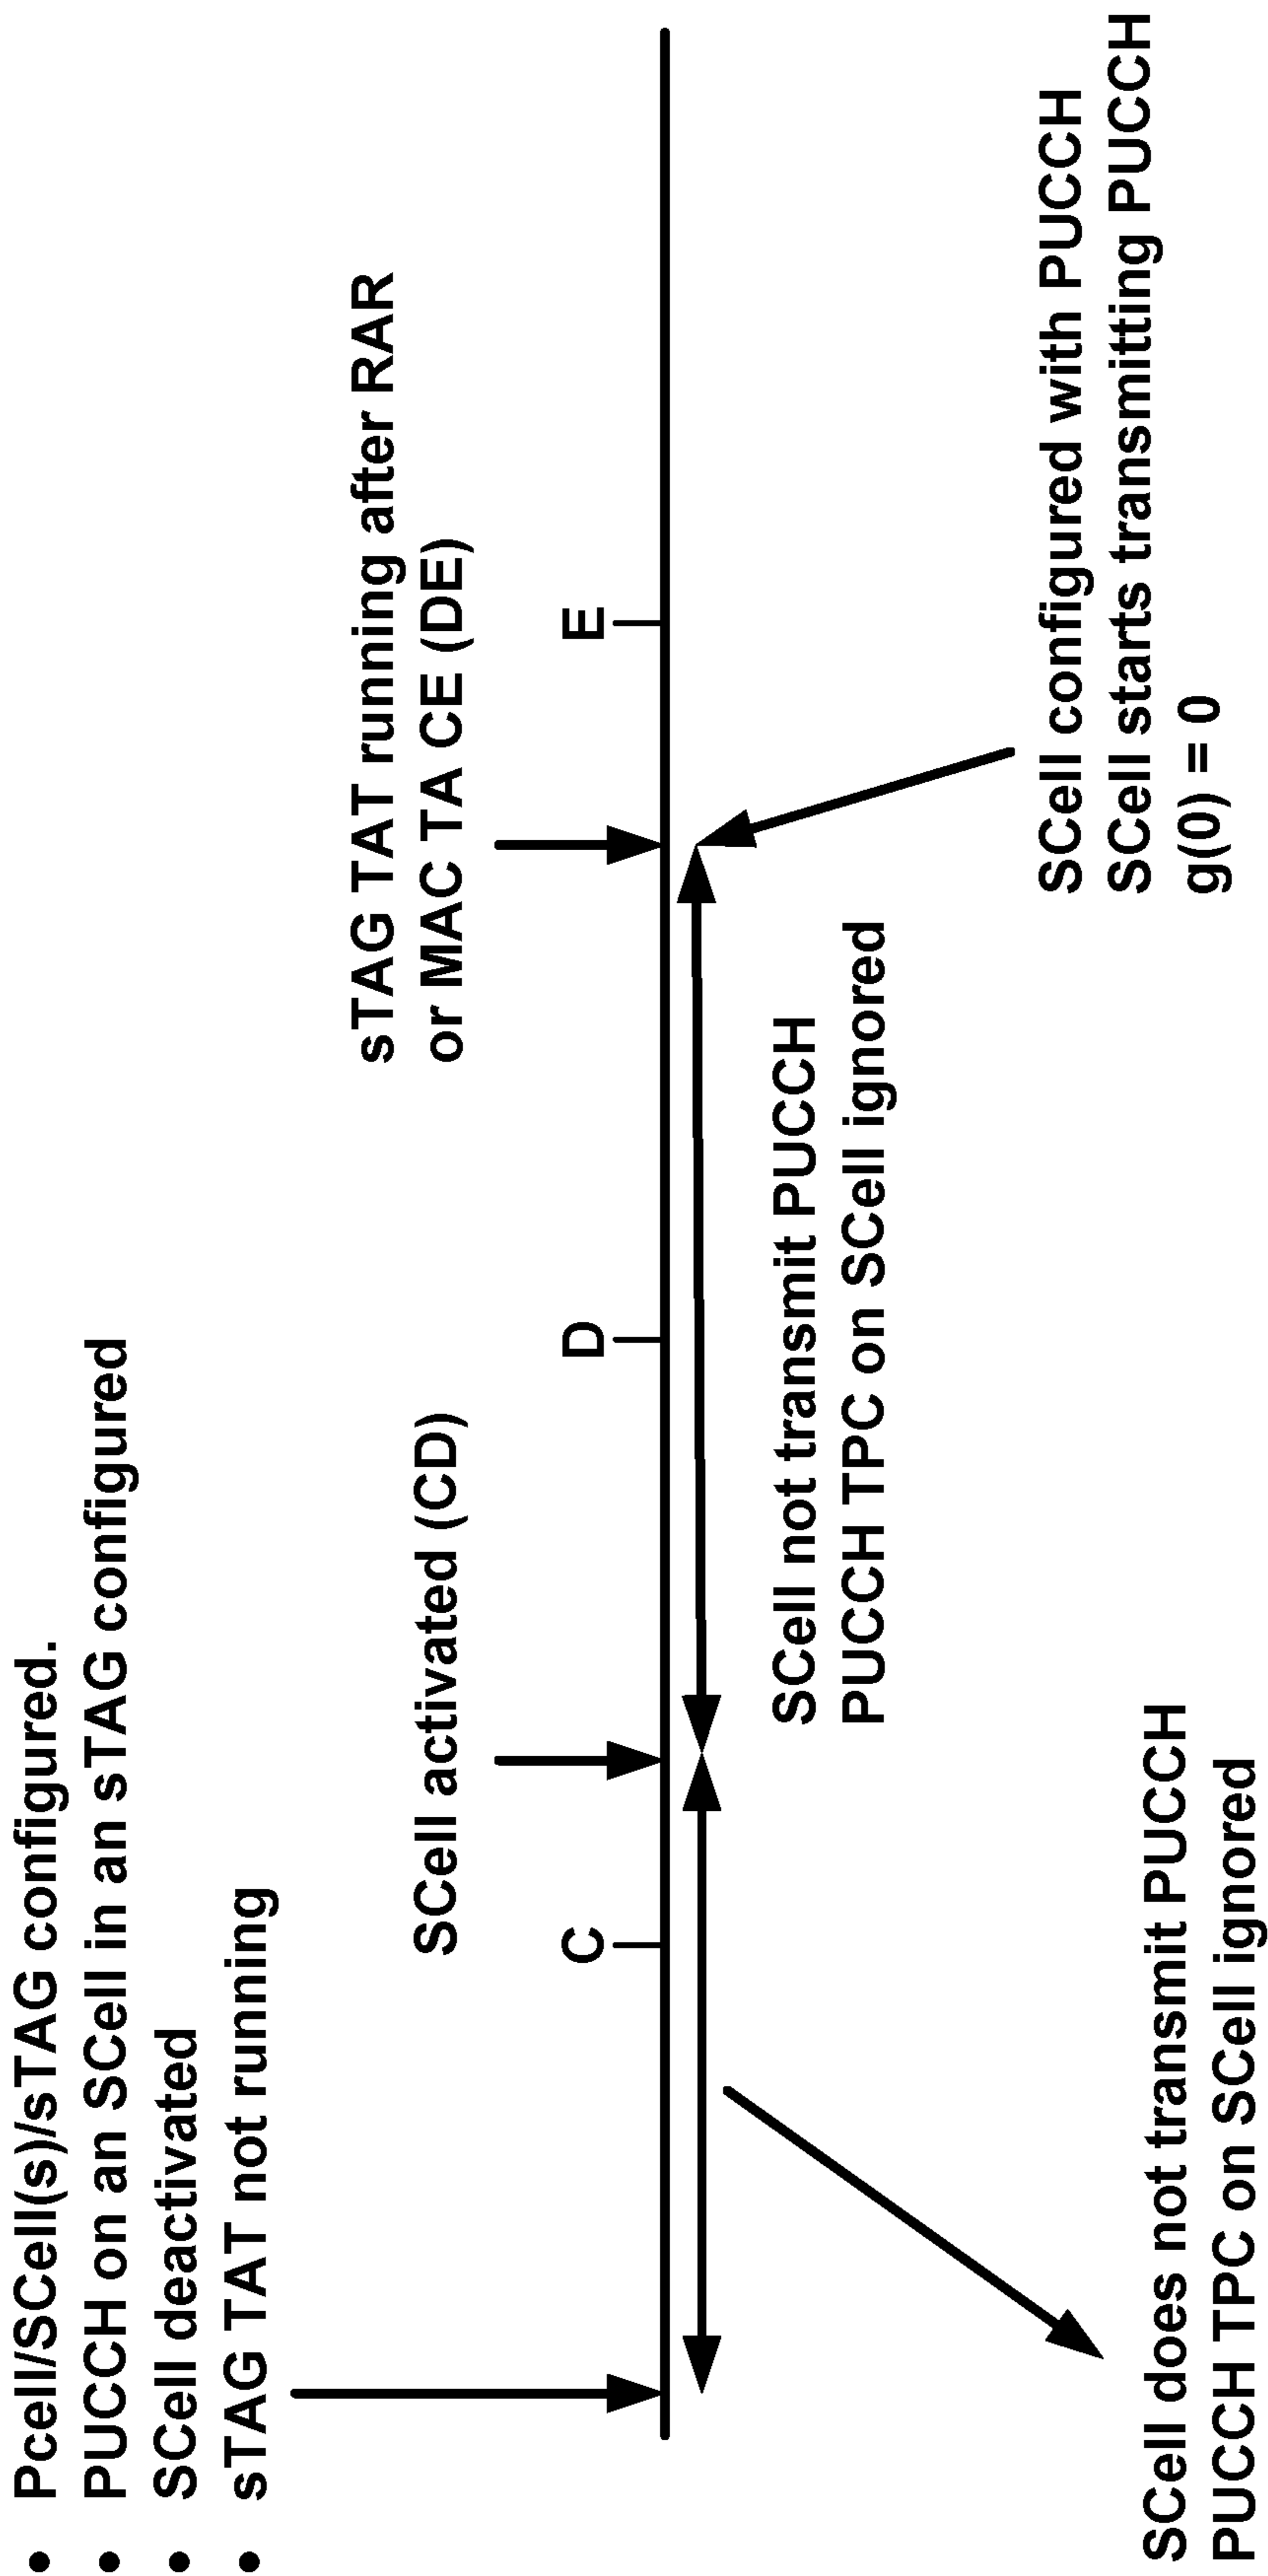 • Pcell/SCell(s)/sTAG configured.
• PUCCH on an SCell in an sTAG configured
• SCell deactivated
• sTAG TAT not running
SCell activated (CD)
sTAG TAT running after RAR
or MAC TA CE (DE)
C
D
E
SCell not transmit PUCCH
PUCCH TPC on SCell ignored
SCell configured with PUCCH
SCell starts transmitting PUCCH
g(0) = 0
SCell does not transmit PUCCH
PUCCH TPC on SCell ignored